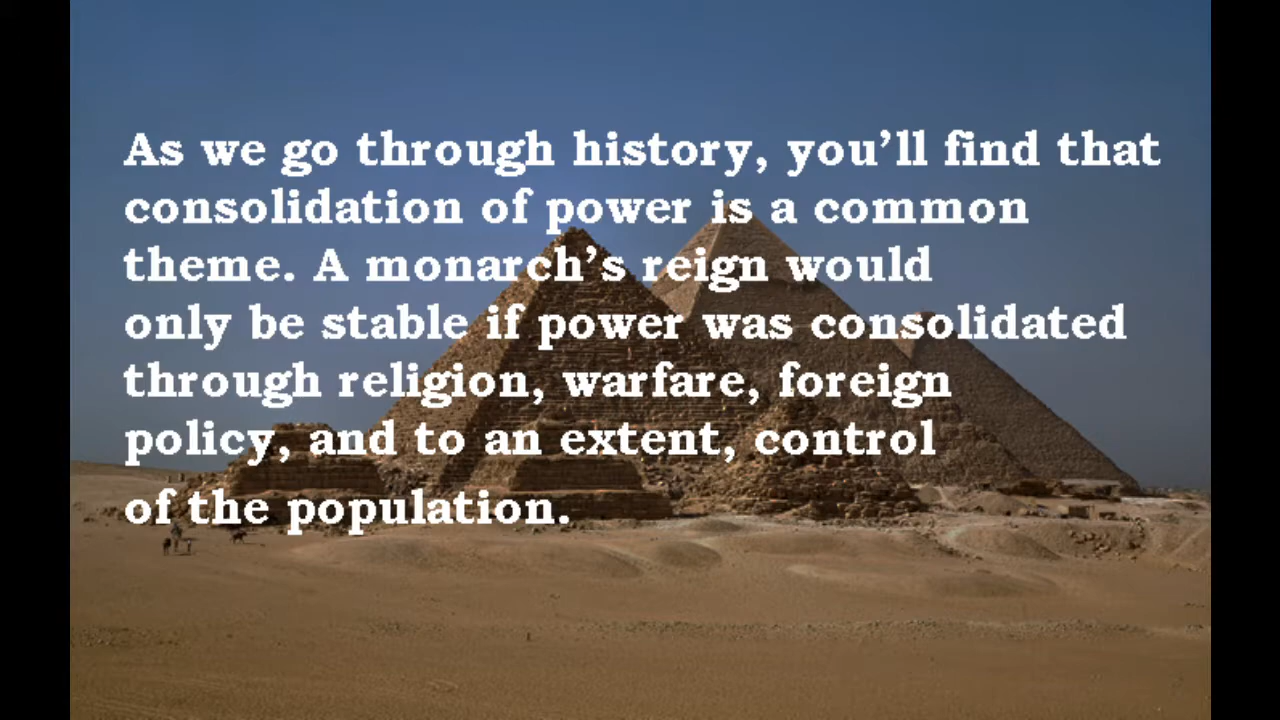 As we go through history, you’ll find that
consolidation of power is a common
theme. A monarch’s reign would
only be stable if power was consolidated
through religion, warfare, foreign
policy, and to an extent, control
of the population.